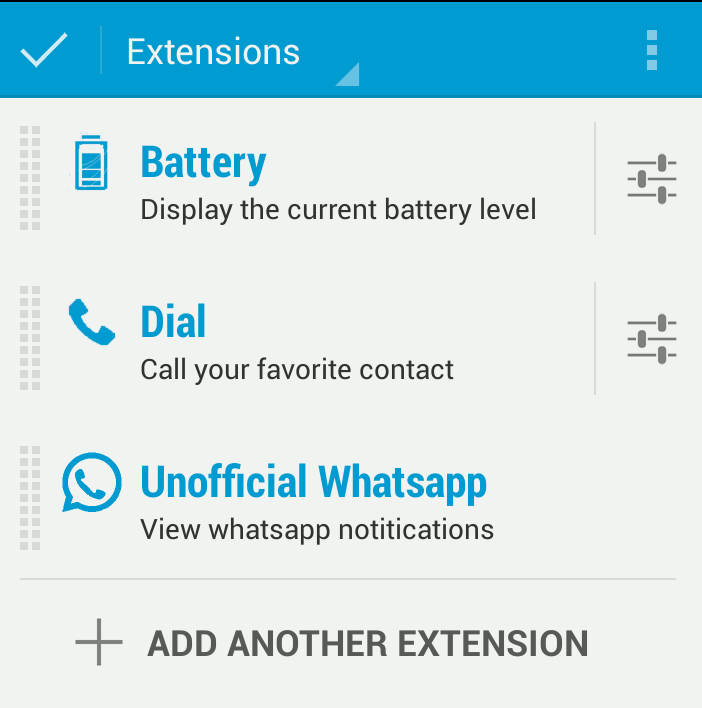 Extensions
Battery
Display the current battery level
Dial
Call your favorite contact
Unofficial Whatsapp
View whatsapp notitications
ADD ANOTHER EXTENSION